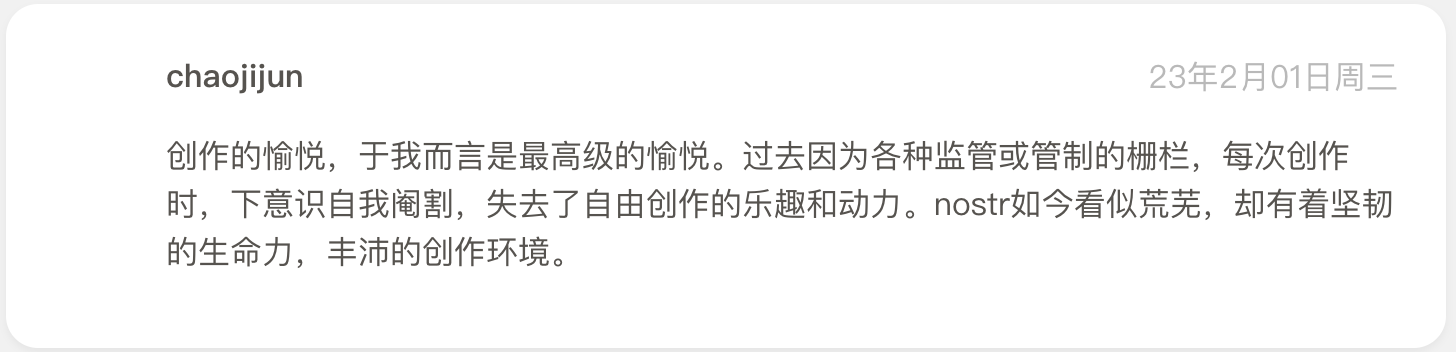 chaojijun
23年2月01日周三
创作的愉悦，于我而言是最高级的愉悦。过去因为各种监管或管制的栅栏，每次创作
时，下意识自我阉割，失去了自由创作的乐趣和动力。nostr如今看似荒芜，却有着坚韧
的生命力，丰沛的创作环境。